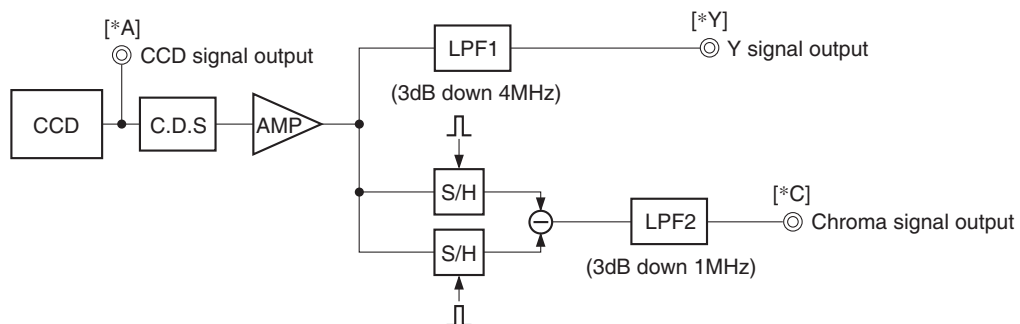 [*A]
CCD signal output
CCD
C.D.S
AMP
LPF1
(3dB down 4MHz)
[*Y]
Y signal output
S/H
S/H
−
LPF2
(3dB down 1MHz)
[*C]
Chroma signal output